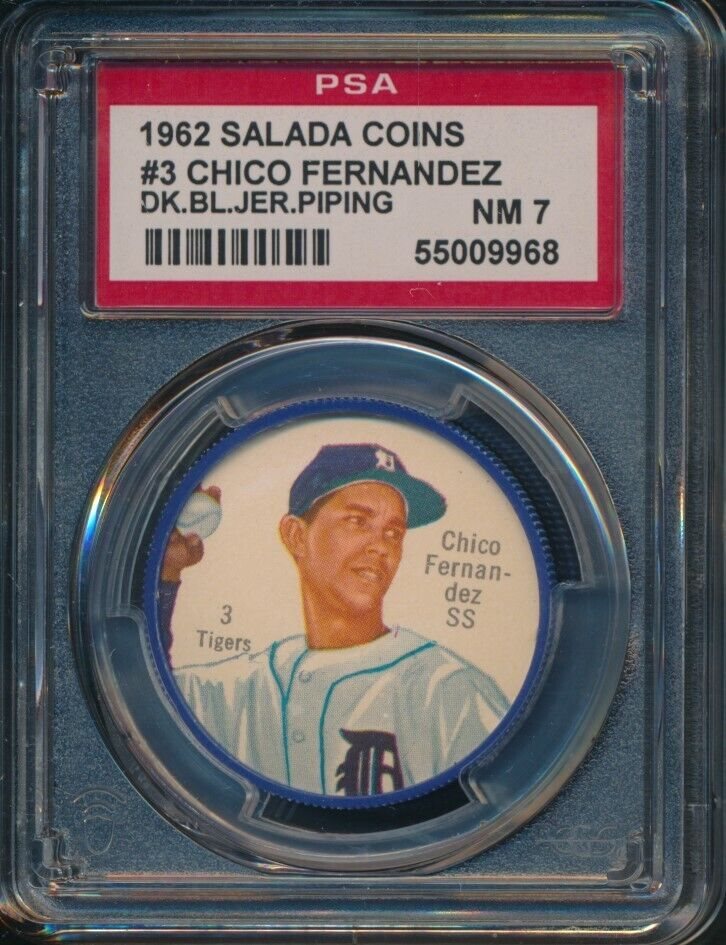 PSA
1962 SALADA COINS
#3 CHICO FERNANDEZ
DK.BL.JER.PIPING
NM 7
55009968
D
Chico
Fernan-
dez
SS
3
Tigers
D